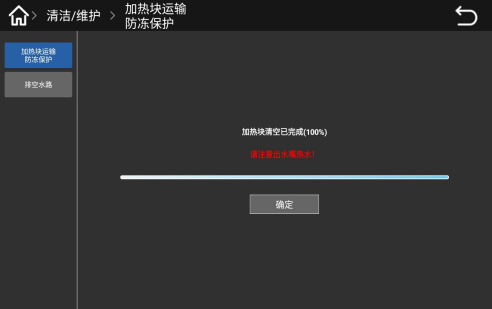 清洁/维护
加热块运输
防冻保护
加热块运输
防冻保护
排空水路
加热块清空已完成(100%)
请注意出水嘴热水!
确定